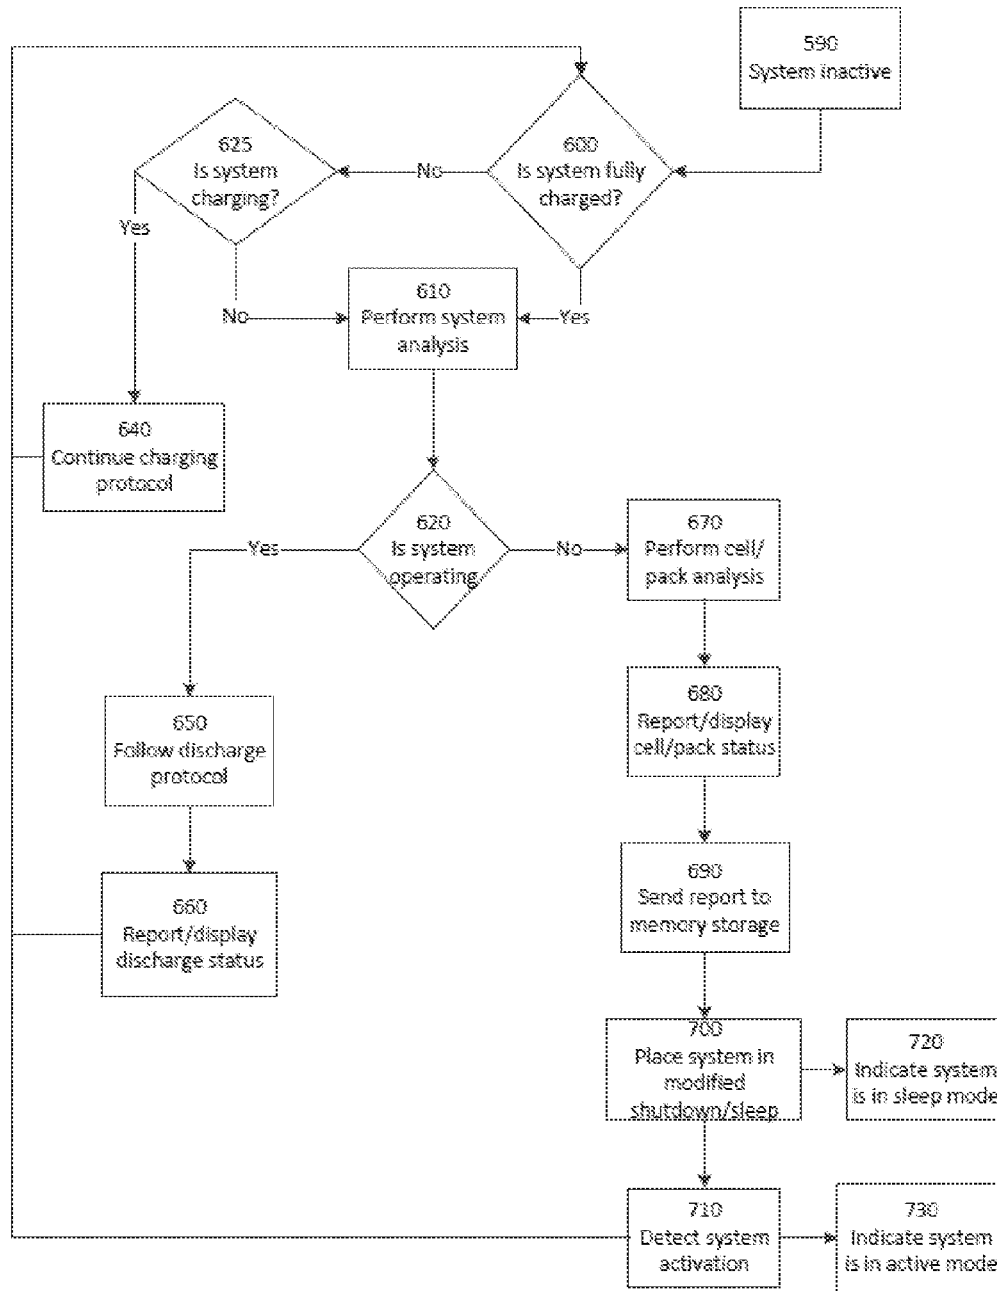 590
System inactive
600
Is system fully
charged?
625
Is system
charging?
No
Yes
610
Perform system
analysis
No
Yes
640
Continue charging
protocol
620
Is system
operating
Yes
No
670
Perform cell/
pack analysis
650
Follow discharge
protocol
680
Report/display
cell/pack status
660
Report/display
discharge status
690
Send report to
memory storage
700
Place system in
modified
shutdown/sleep
720
Indicate system
is in sleep mode
710
Detect system
activation
730
Indicate system
is in active mode